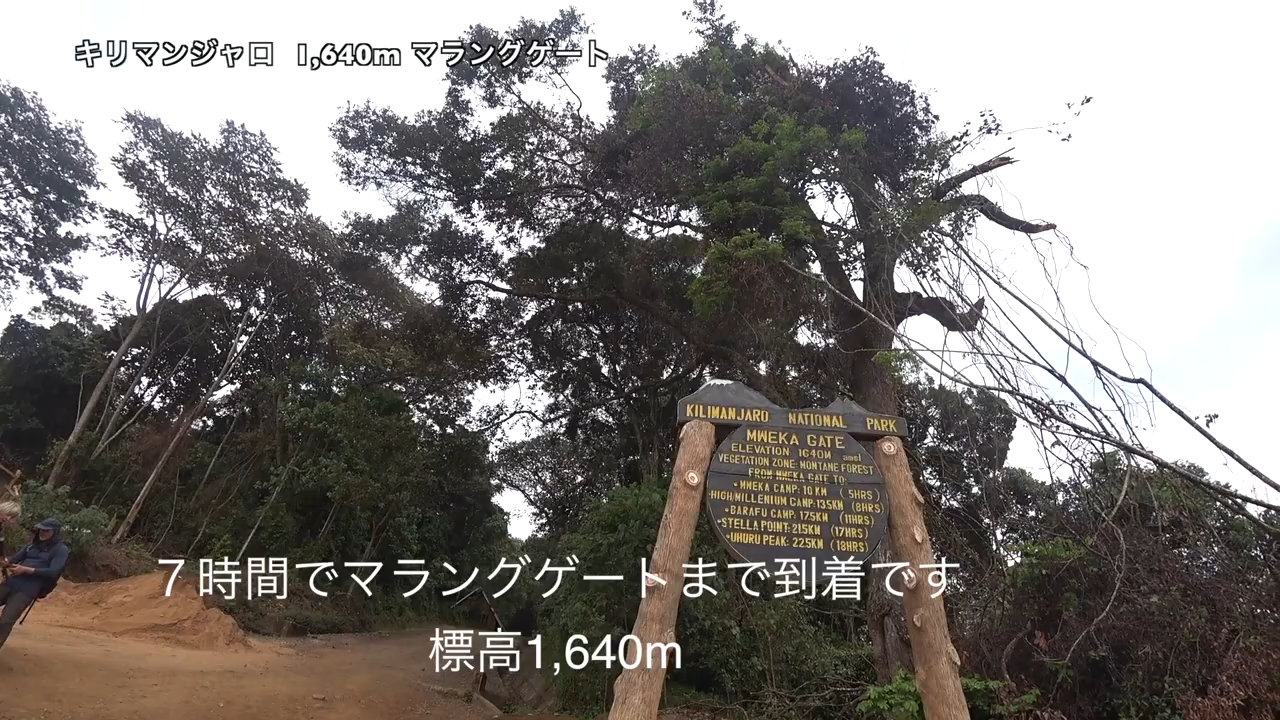 キリマンジャロ 1,640m マラングゲート
KILIMANJARO NATIONAL PARK
MWEKA GATE
ELEVATION 1640M amsl
VEGETATION ZONE: MONTANE FOREST
FROM MWEKA GATE TO:
•MWEKA CAMP: 10 KM (5HRS)
HIGH/MILLENIUM CAMP: 13.5KM (8HRS)
•BARAFU CAMP: 17.5KM (11HRS)
•STELLA POINT: 21.5KM (17HRS)
•UHURU PEAK: 22.5KM (18HRS)
７時間でマラングゲートまで到着です
標高1,640m